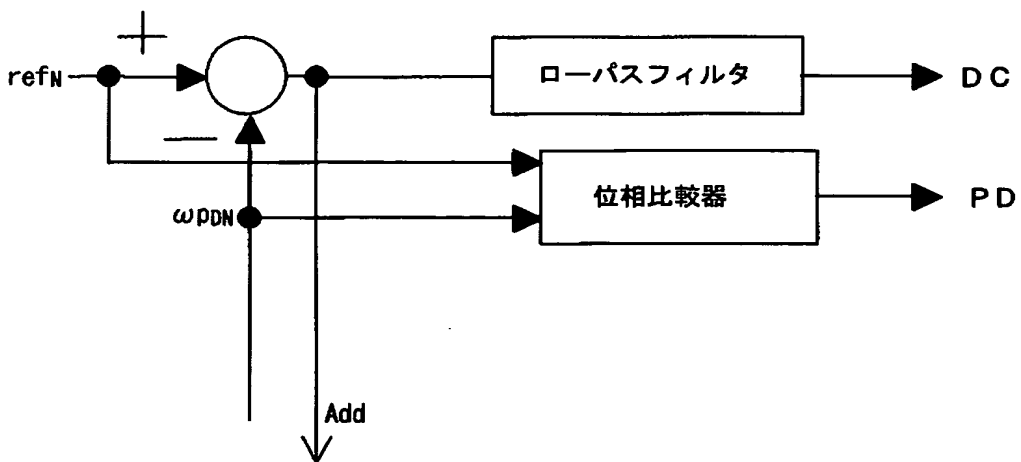 +
refN
ローパスフィルタ
DC
—
位相比較器
PD
ωPDN
Add